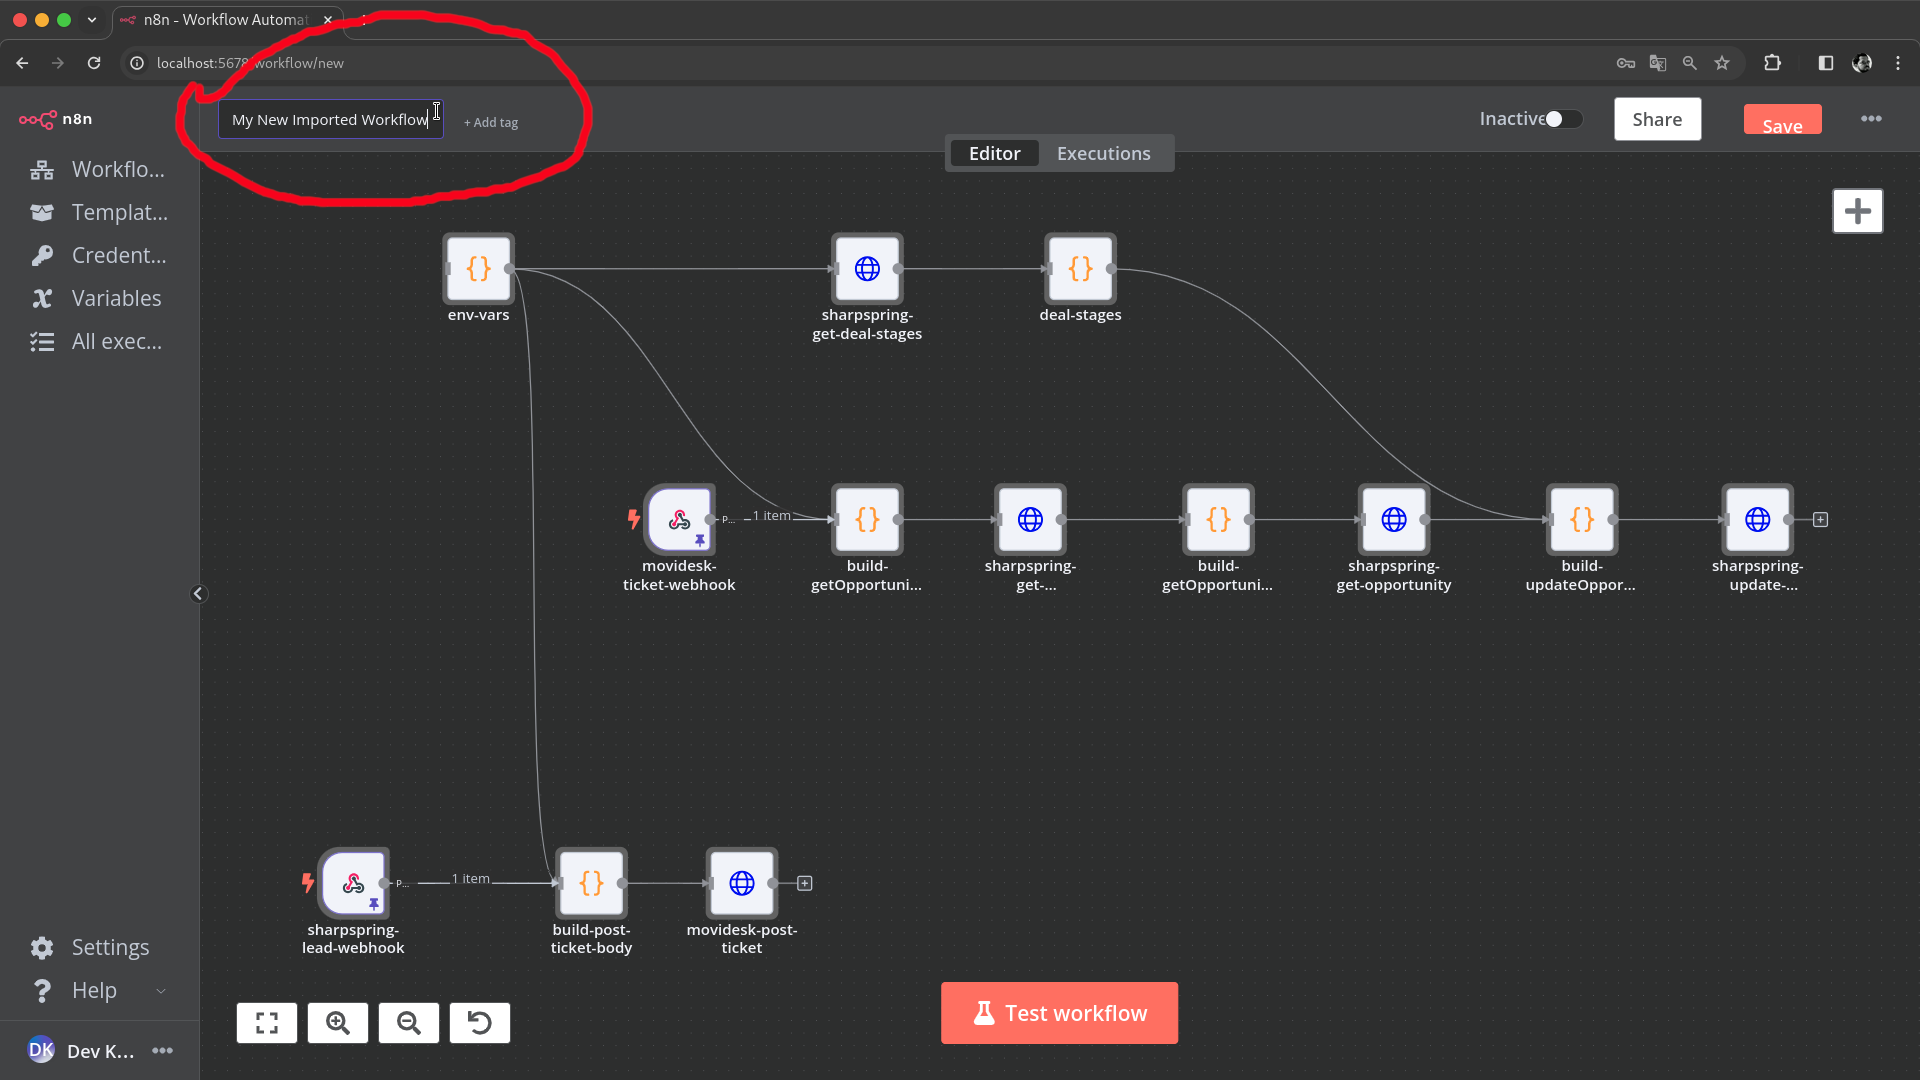 n8n - Workflow Automat
localhost:5678/workflow/new
n8n
My New Imported Workflow
+ Add tag
Inactive
Share
Save
Editor
Executions
Workflo...
Templat...
Credent...
Variables
All exec...
env-vars
sharpspring-
get-deal-stages
deal-stages
P...
1 item
movidesk-
ticket-webhook
build-
getOpportuni...
sharpspring-
get-...
build-
getOpportuni...
sharpspring-
get-opportunity
build-
updateOppor...
sharpspring-
update-...
P...
1 item
sharpspring-
lead-webhook
build-post-
ticket-body
movidesk-post-
ticket
Settings
Help
DK
Dev K...
Test workflow